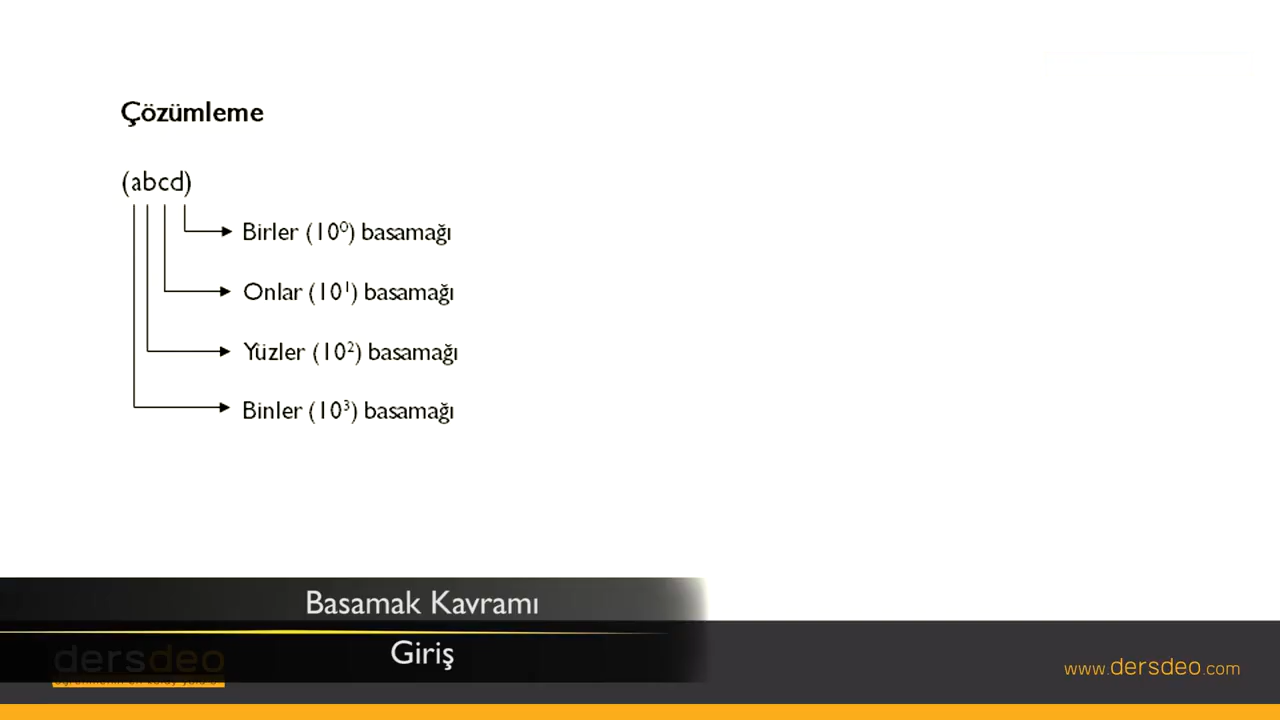 Çözümleme
(abcd)
Birler (10⁰) basamağı
Onlar (10¹) basamağı
Yüzler (10²) basamağı
Binler (10³) basamağı
Basamak Kavramı
Giriş
dersdeo
www.dersdeo.com